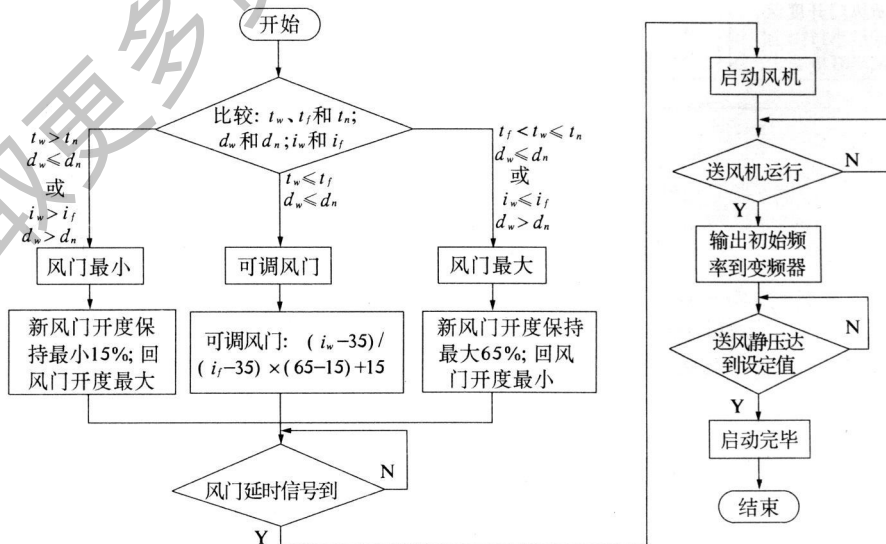 开始
比较: t_w、t_f和t_n;
d_w和d_n;i_w和i_f
t_w>t_n
d_w≤d_n
或
i_w>i_f
d_w>d_n
t_w≤t_f
d_w≤d_n
t_f<t_w≤t_n
d_w≤d_n
或
i_w≤i_f
d_w>d_n
风门最小
可调风门
风门最大
新风门开度保
持最小15%; 回
风门开度最大
可调风门: (i_w-35)/
(i_f-35)×(65-15)+15
新风门开度保持
最大65%; 回风
门开度最小
风门延时信号到
N
Y
启动风机
送风机运行
N
Y
输出初始频
率到变频器
送风静压达
到设定值
N
Y
启动完毕
结束
取更多